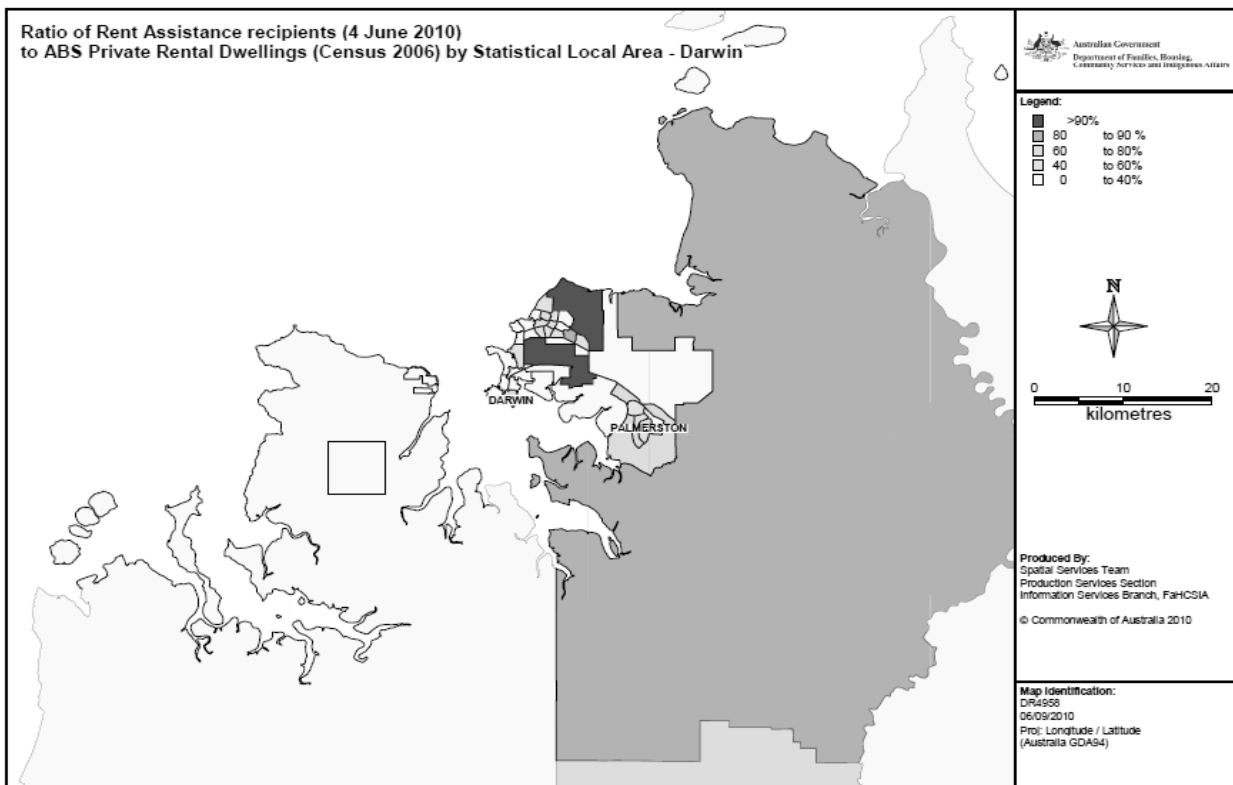 Ratio of Rent Assistance recipients (4 June 2010)
to ABS Private Rental Dwellings (Census 2006) by Statistical Local Area - Darwin
Australian Government
Department of Families, Housing,
Community Services and Indigenous Affairs
Legend:
>90%
80 to 90 %
60 to 80%
40 to 60%
0 to 40%
N
0 10 20
kilometres
DARWIN
PALMERSTON
Produced By:
Spatial Services Team
Production Services Section
Information Services Branch, FaHCSIA
© Commonwealth of Australia 2010
Map Identification:
DR4958
06/09/2010
Proj: Longitude / Latitude
(Australia GDA94)